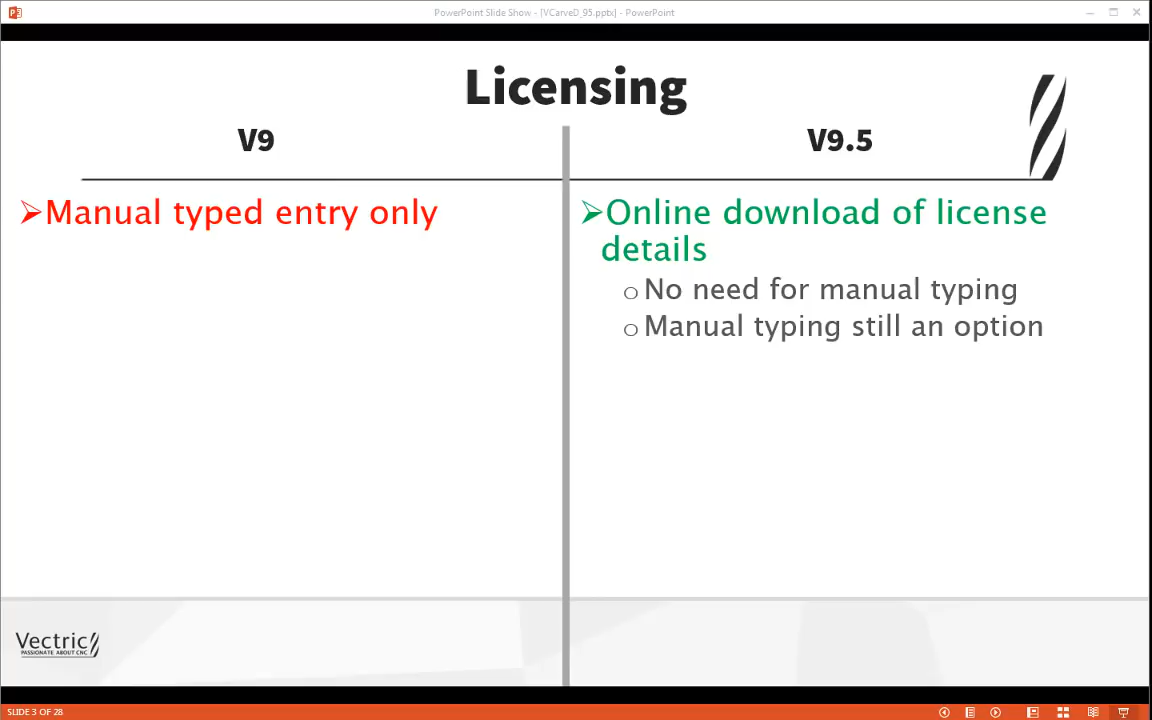 PowerPoint Slide Show - [VCarveD_95.pptx] - PowerPoint
Licensing
V9
V9.5
➢Manual typed entry only
➢Online download of license
details
o No need for manual typing
o Manual typing still an option
Vectric
PASSIONATE ABOUT CNC
SLIDE 3 OF 28